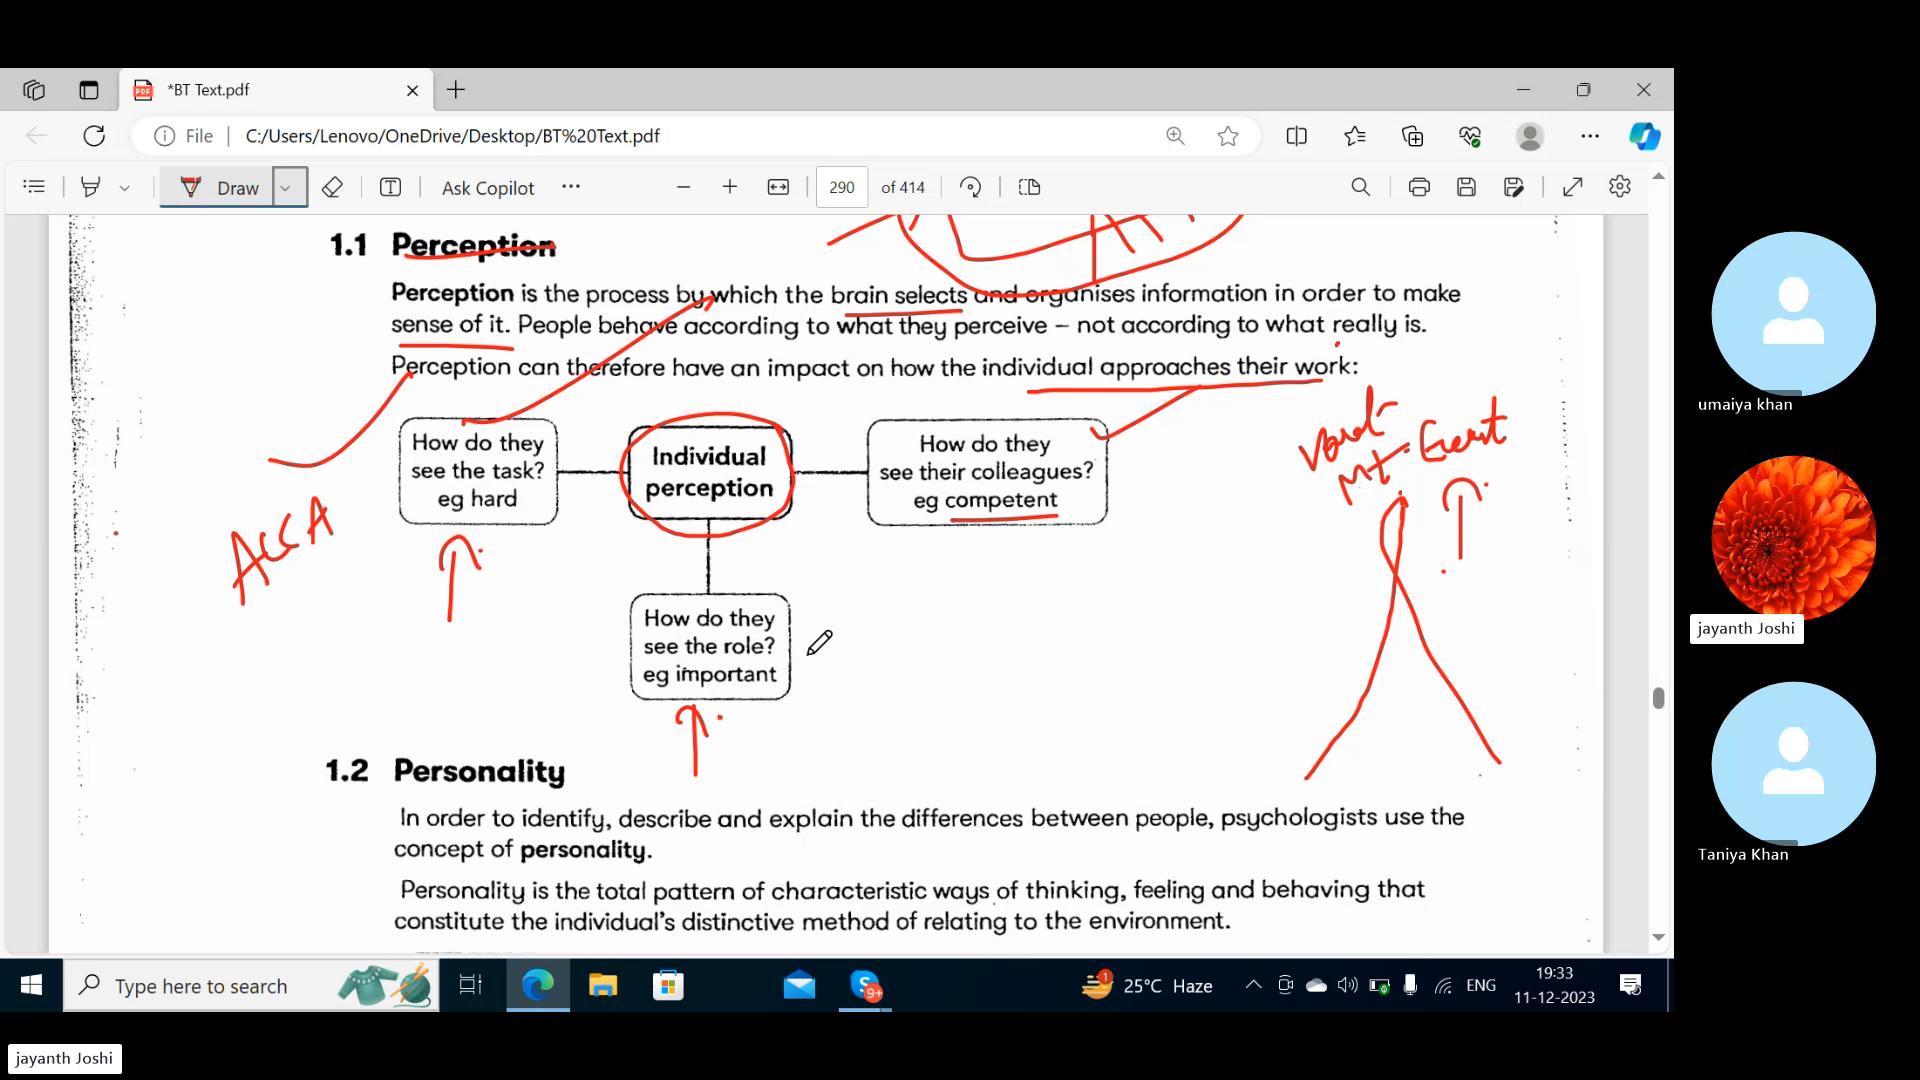 *BT Text.pdf
File
C:/Users/Lenovo/OneDrive/Desktop/BT%20Text.pdf
Draw
Ask Copilot
290 of 414
1.1 Perception
Perception is the process by which the brain selects and organises information in order to make
sense of it. People behave according to what they perceive – not according to what really is.
Perception can therefore have an impact on how the individual approaches their work:
How do they
see the task?
eg hard
Individual
perception
How do they
see their colleagues?
eg competent
ACCA
How do they
see the role?
eg important
1.2 Personality
In order to identify, describe and explain the differences between people, psychologists use the
concept of personality.
Personality is the total pattern of characteristic ways of thinking, feeling and behaving that
constitute the individual's distinctive method of relating to the environment.
umaiya khan
jayanth Joshi
Taniya Khan
Type here to search
9+
1
25°C Haze
ENG
19:33
11-12-2023
jayanth Joshi